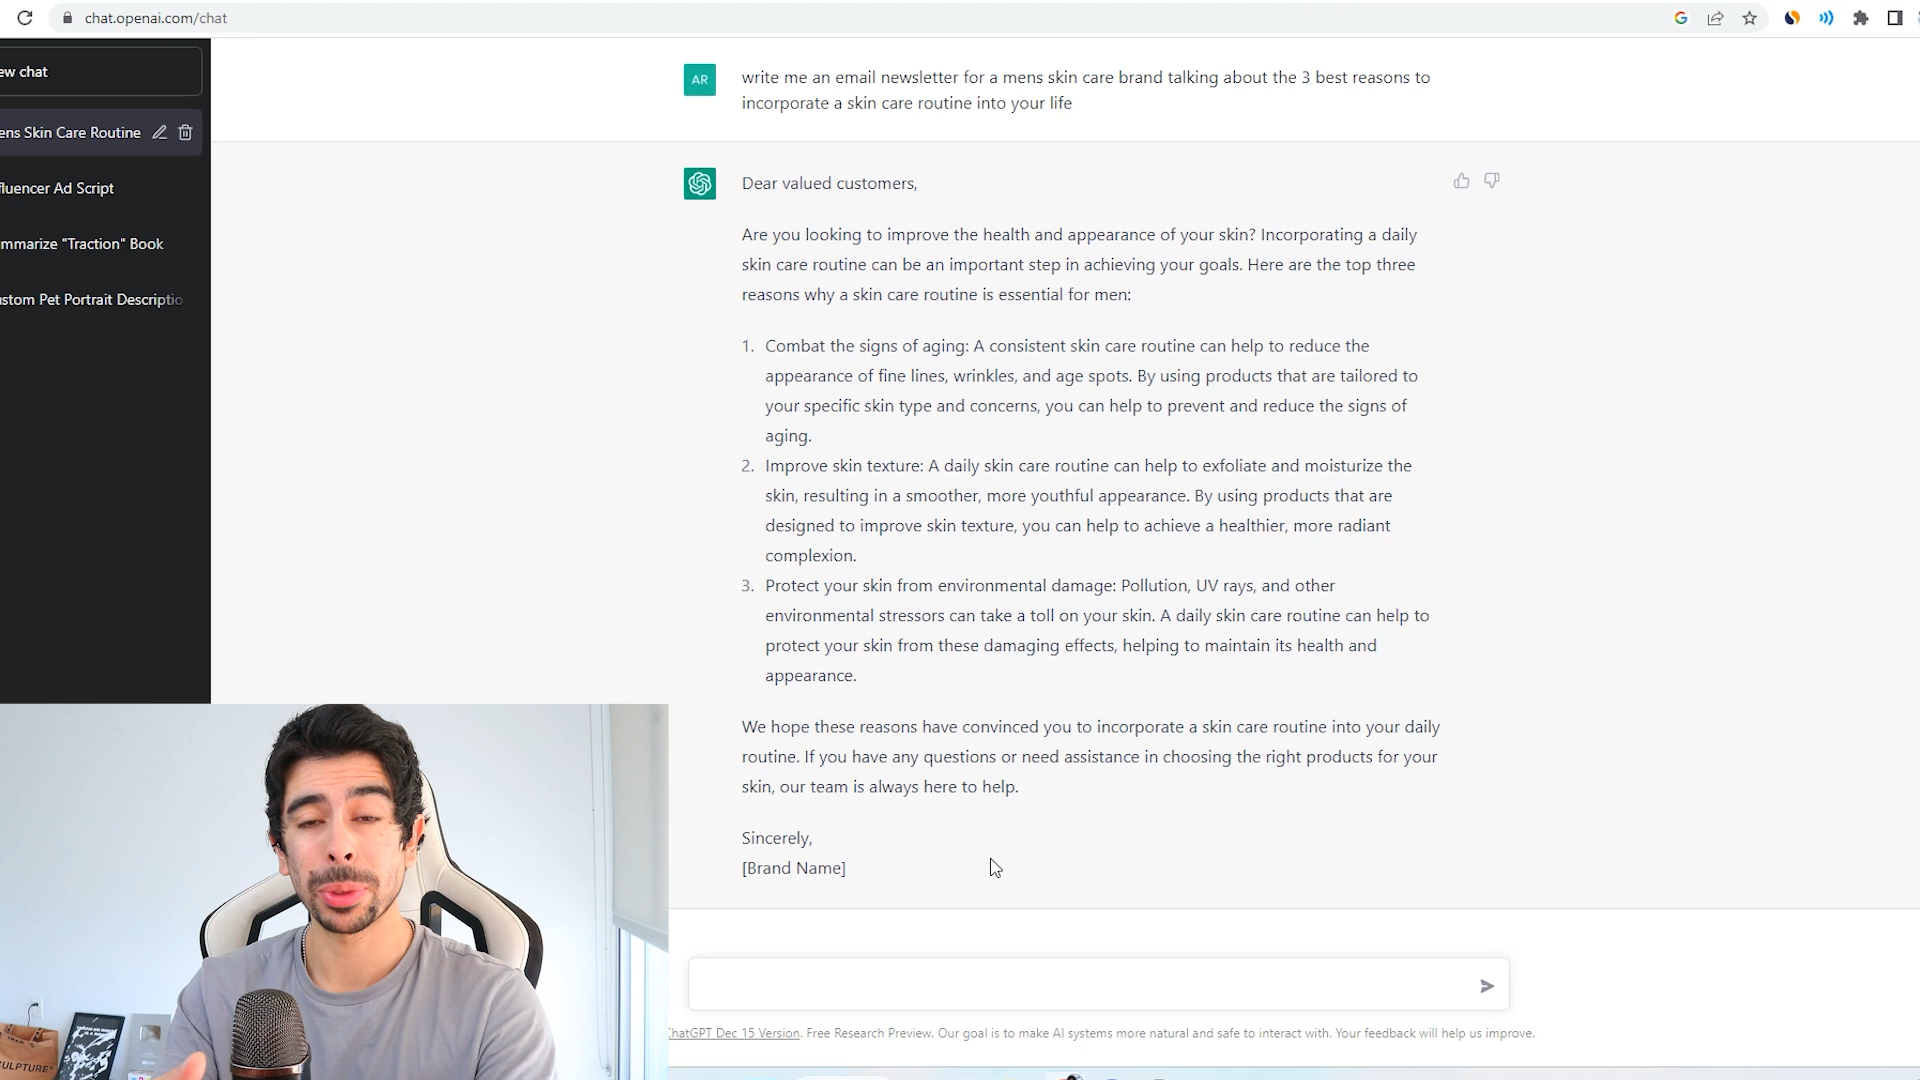 chat.openai.com/chat
ew chat
ens Skin Care Routine
fluencer Ad Script
mmarize "Traction" Book
ustom Pet Portrait Descriptio
AR
write me an email newsletter for a mens skin care brand talking about the 3 best reasons to
incorporate a skin care routine into your life
Dear valued customers,
Are you looking to improve the health and appearance of your skin? Incorporating a daily
skin care routine can be an important step in achieving your goals. Here are the top three
reasons why a skin care routine is essential for men:
1. Combat the signs of aging: A consistent skin care routine can help to reduce the
appearance of fine lines, wrinkles, and age spots. By using products that are tailored to
your specific skin type and concerns, you can help to prevent and reduce the signs of
aging.
2. Improve skin texture: A daily skin care routine can help to exfoliate and moisturize the
skin, resulting in a smoother, more youthful appearance. By using products that are
designed to improve skin texture, you can help to achieve a healthier, more radiant
complexion.
3. Protect your skin from environmental damage: Pollution, UV rays, and other
environmental stressors can take a toll on your skin. A daily skin care routine can help to
protect your skin from these damaging effects, helping to maintain its health and
appearance.
We hope these reasons have convinced you to incorporate a skin care routine into your daily
routine. If you have any questions or need assistance in choosing the right products for your
skin, our team is always here to help.
Sincerely,
[Brand Name]
ChatGPT Dec 15 Version. Free Research Preview. Our goal is to make AI systems more natural and safe to interact with. Your feedback will help us improve.
CULPTURE"